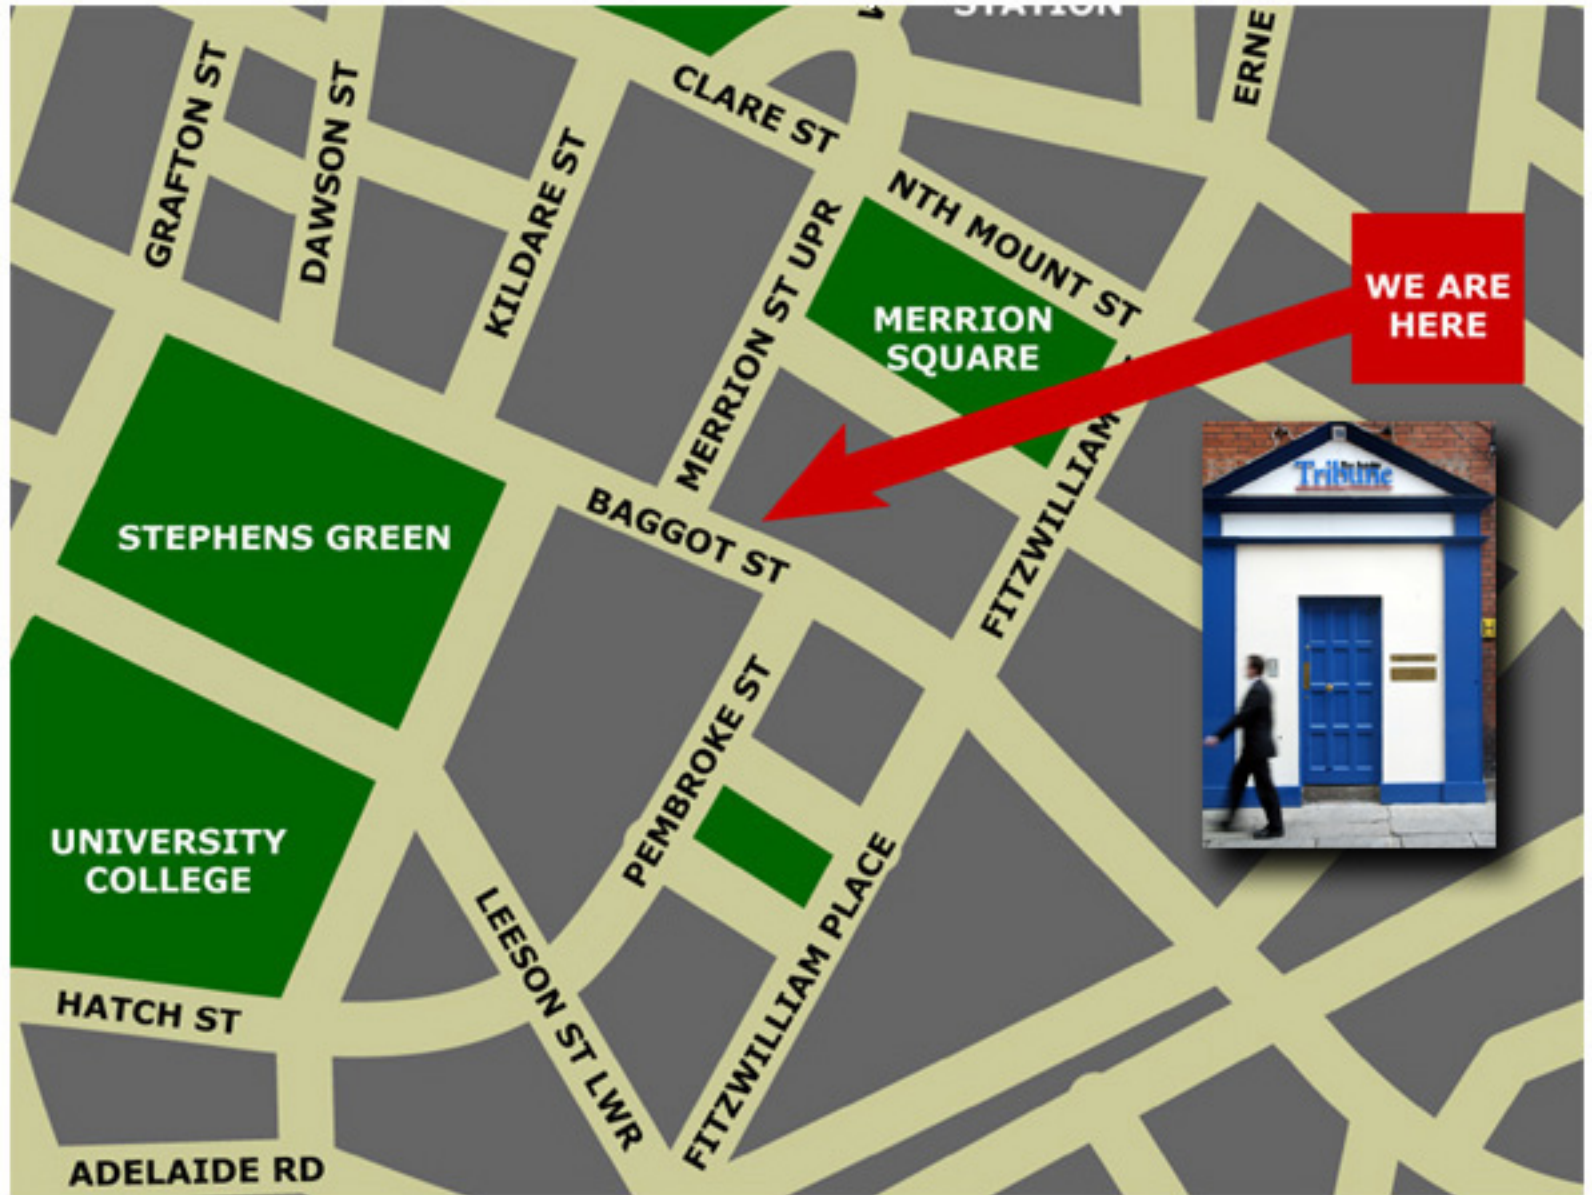 STATION
ERNE
CLARE ST
GRAFTON ST
DAWSON ST
KILDARE ST
NTH MOUNT ST
MERRION ST UPR
WE ARE
HERE
MERRION
SQUARE
FITZWILLIAM
BAGGOT ST
STEPHENS GREEN
Tribune
PEMBROKE ST
UNIVERSITY
COLLEGE
FITZWILLIAM PLACE
LEESON ST LWR
HATCH ST
ADELAIDE RD